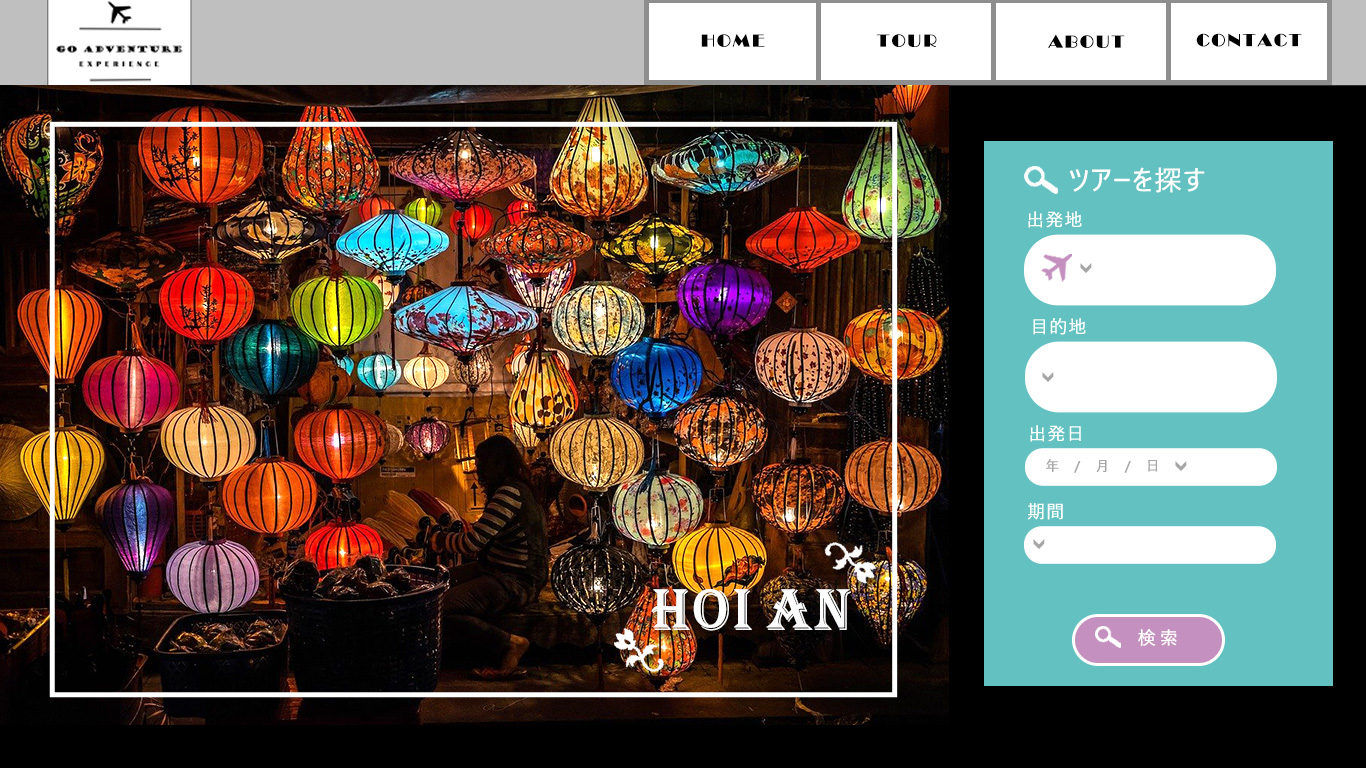 GO ADVENTURE
EXPERIENCE
HOME
TOUR
ABOUT
CONTACT
ツアーを探す
出発地
目的地
出発日
年 / 月 / 日
期間
検索
HOI AN